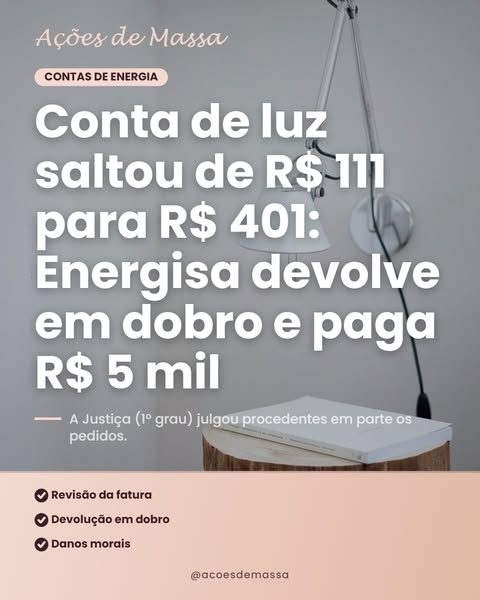 Ações de Massa
CONTAS DE ENERGIA
Conta de luz
saltou de R$ 111
para R$ 401:
Energisa devolve
em dobro e paga
R$ 5 mil
A Justiça (1º grau) julgou procedentes em parte os
pedidos.
Revisão da fatura
Devolução em dobro
Danos morais
@acoesdemassa